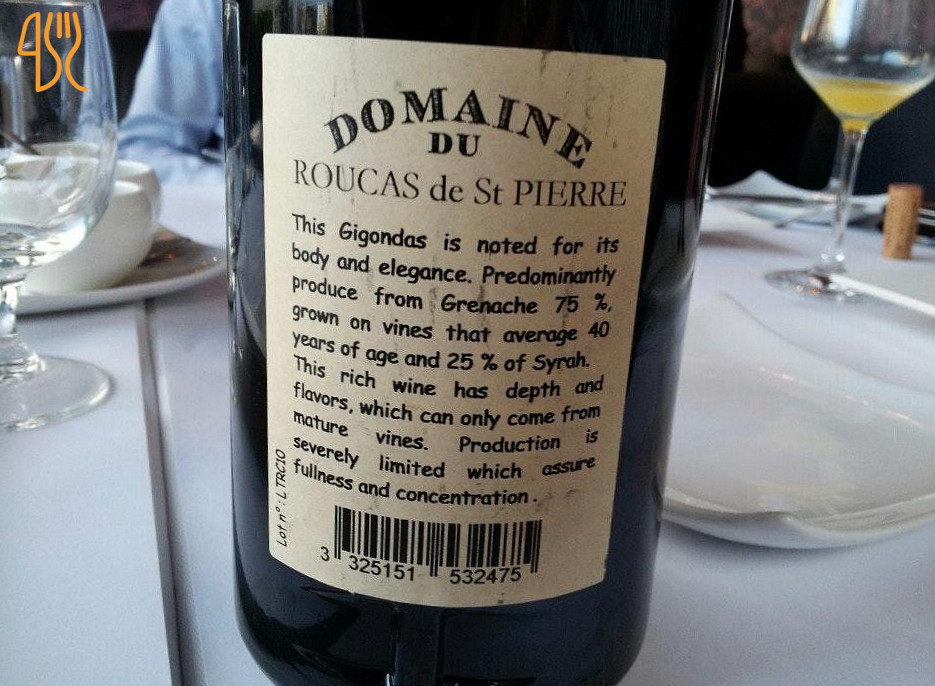 DOMAINE
DU
ROUCAS de St PIERRE
This Gigondas is noted for its
body and elegance. Predominantly
produce from Grenache 75 %,
grown on vines that average 40
years of age and 25 % of Syrah.
This rich wine has depth and
flavors, which can only come from
mature vines. Production is
severely limited which assure
fullness and concentration.
Lot n°: LTRC10
3 325151 532475